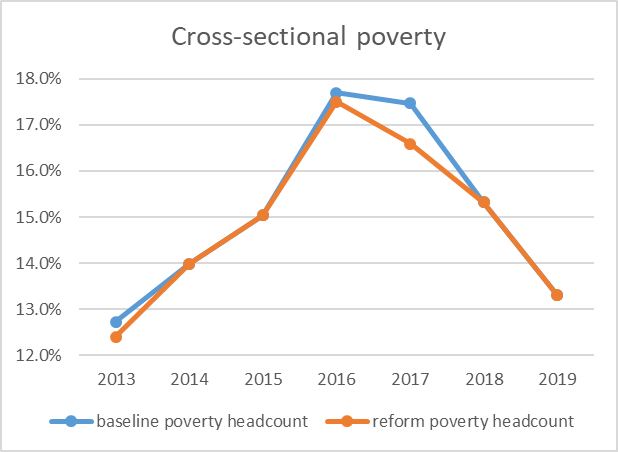 Cross-sectional poverty
18.0%
17.0%
16.0%
15.0%
14.0%
13.0%
12.0%
2013 2014 2015 2016 2017 2018 2019
baseline poverty headcount reform poverty headcount